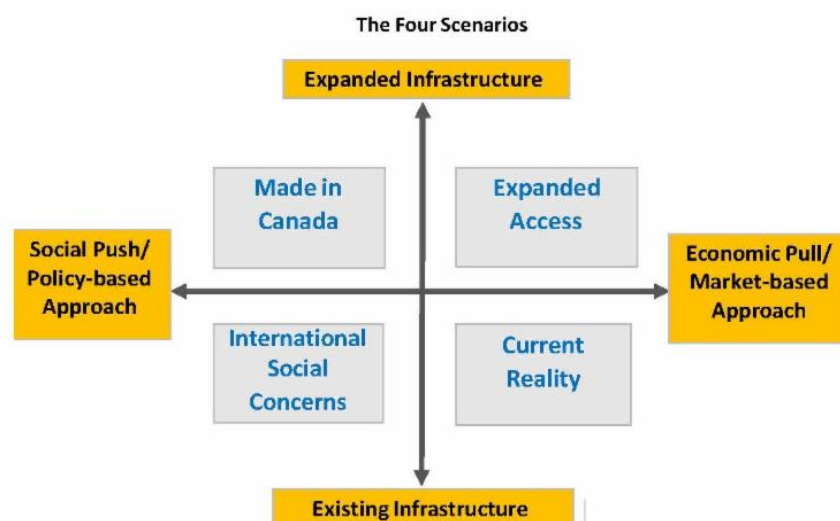 The Four Scenarios
Expanded Infrastructure
Made in
Canada
Expanded
Access
Social Push/
Policy-based
Approach
Economic Pull/
Market-based
Approach
International
Social
Concerns
Current
Reality
Existing Infrastructure